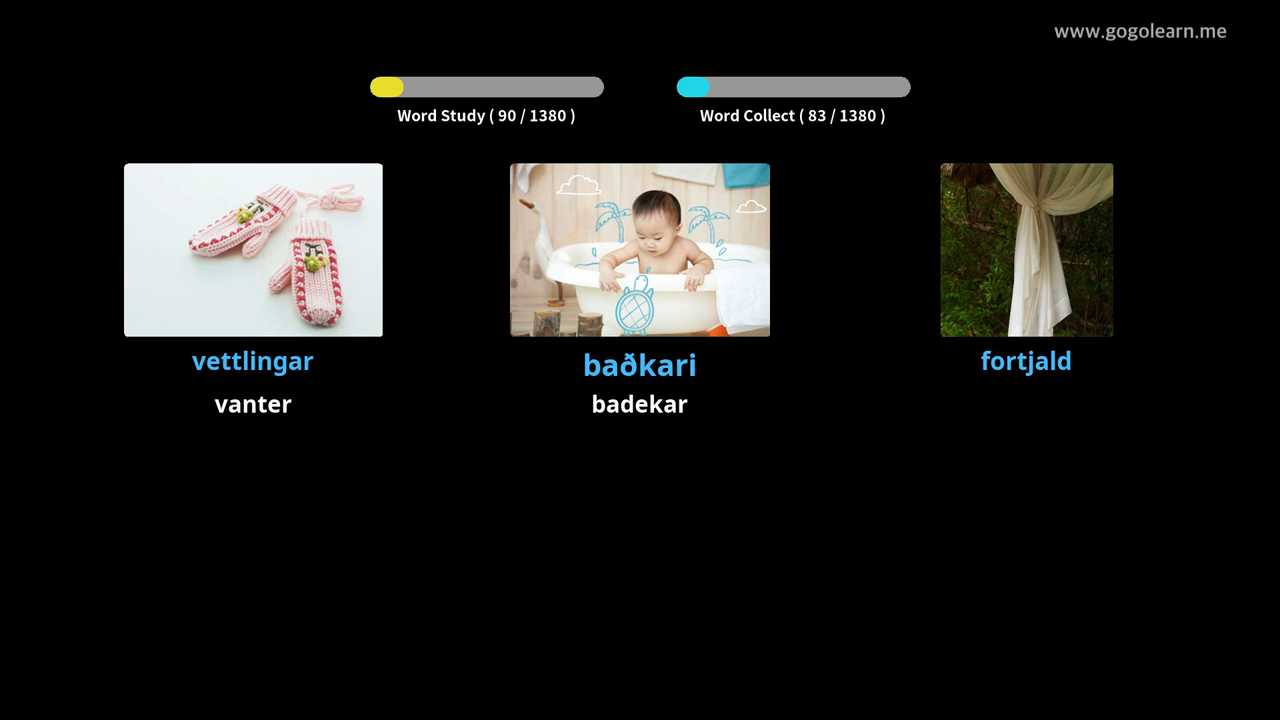 www.gogolearn.me
Word Study ( 90 / 1380 )
Word Collect ( 83 / 1380 )
vettlingar
baðkari
fortjald
vanter
badekar